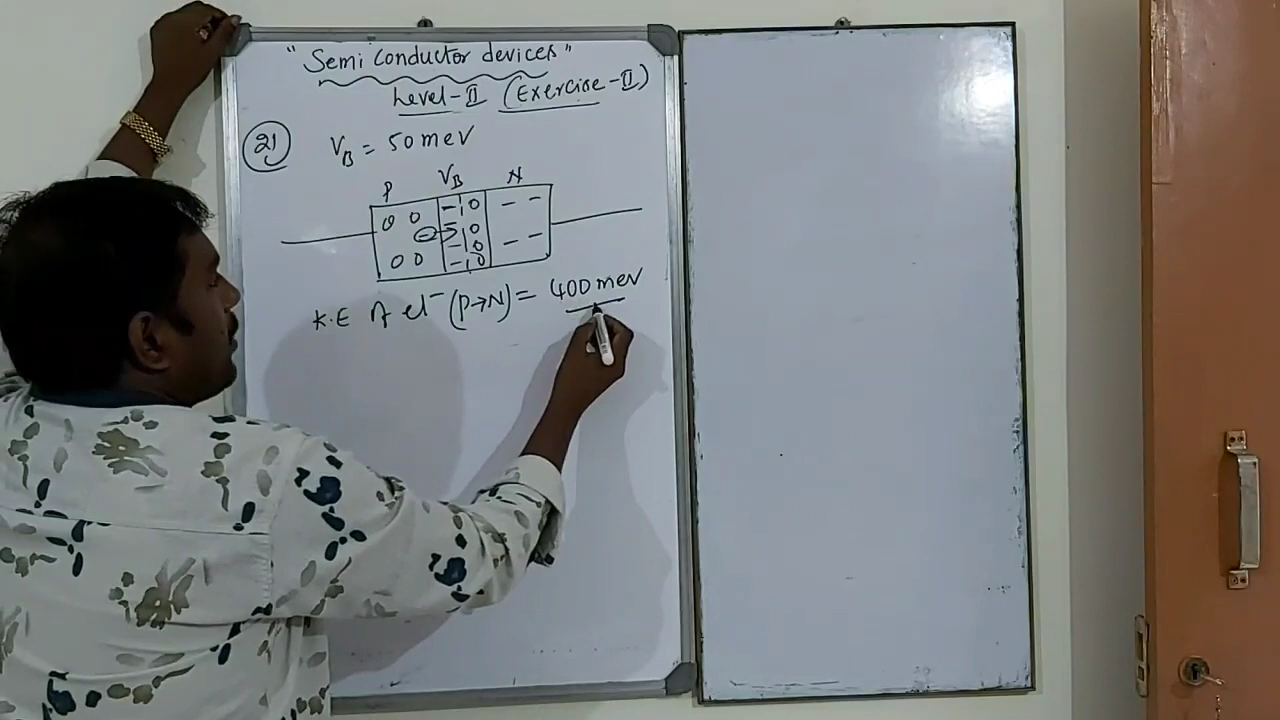 "Semi Conductor devices"
Level-II (Exercise-II)
21 V_B = 50 meV
P V_B N
K.E of el⁻ (P→N) = 400 meV